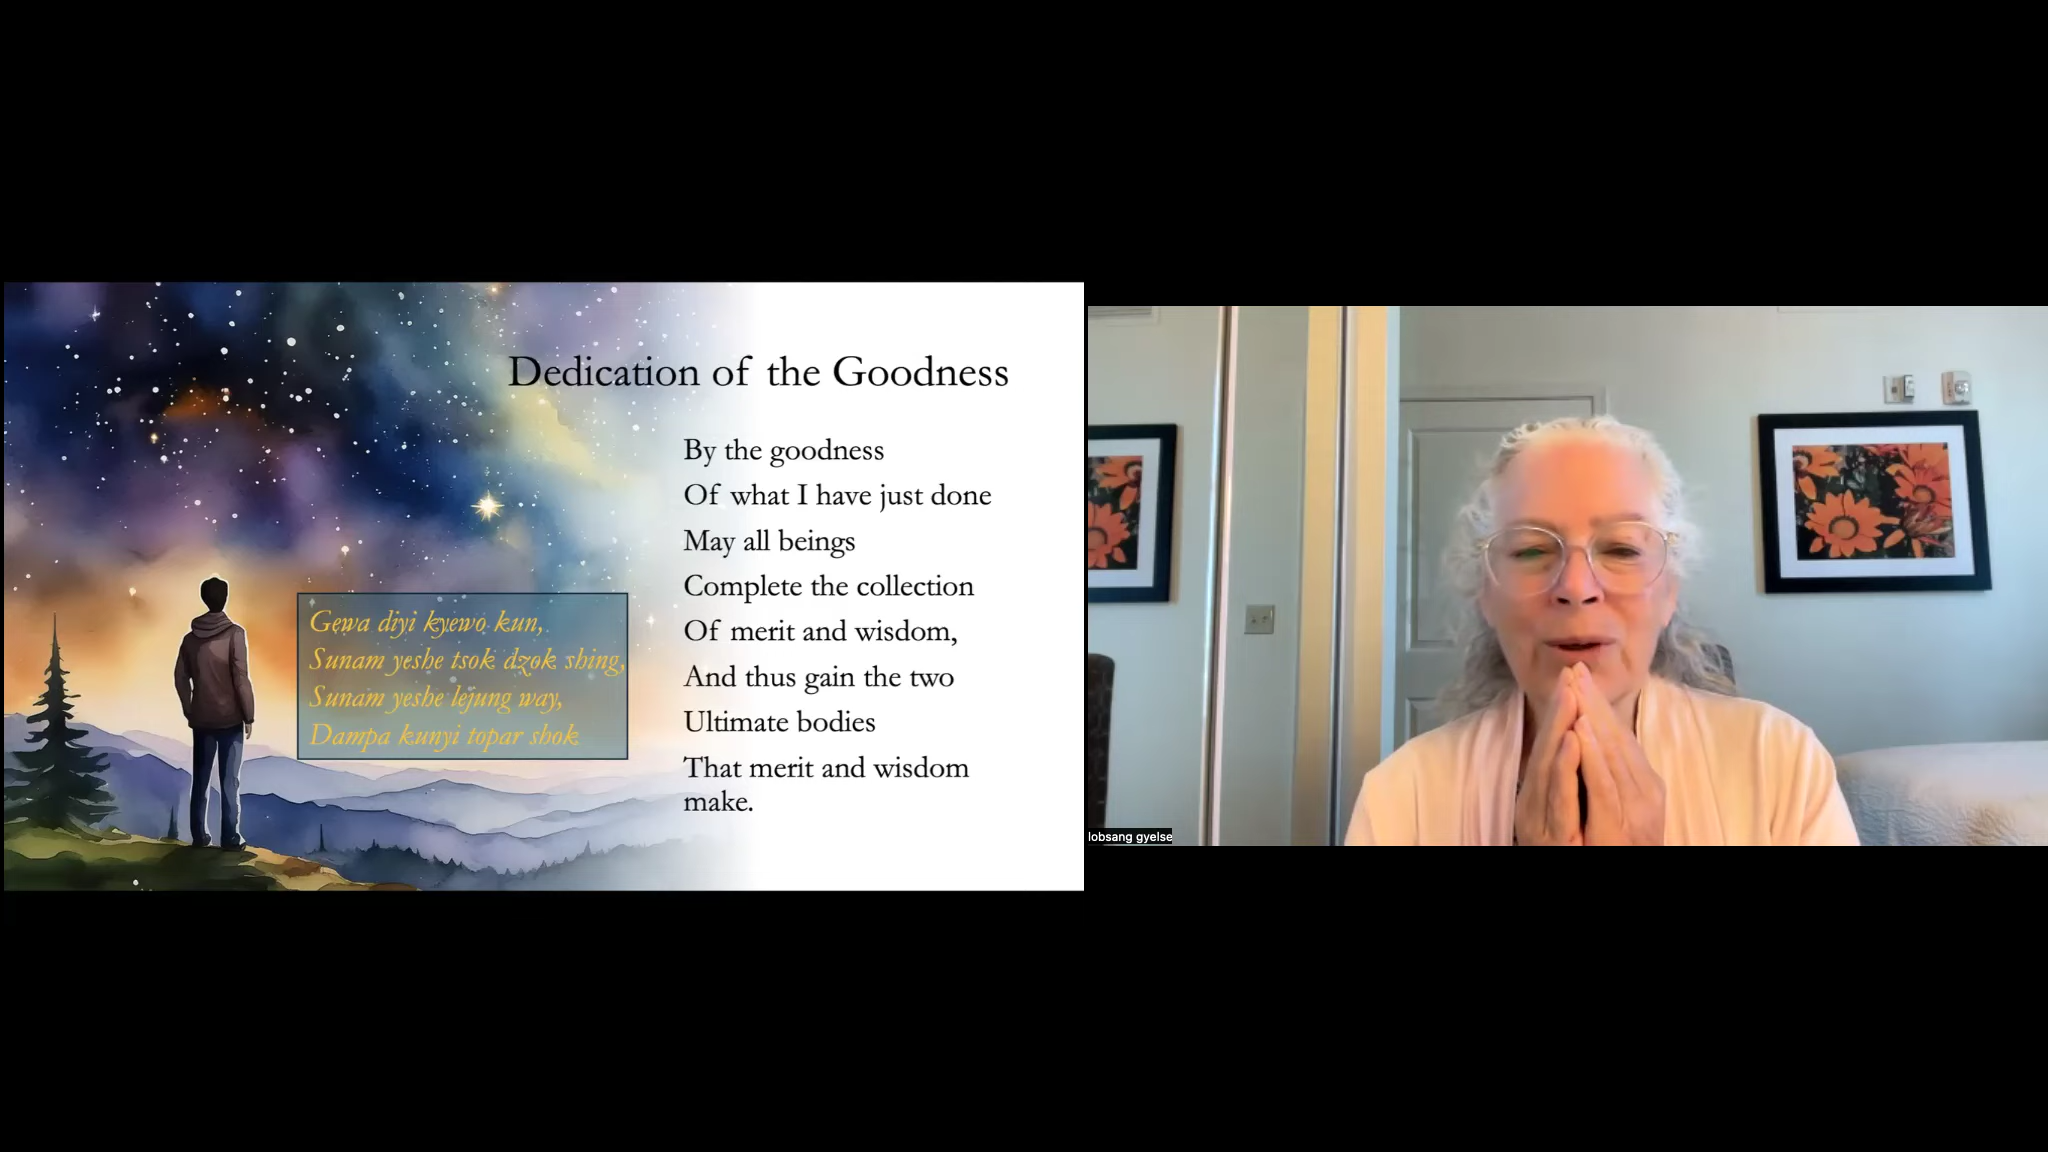 Dedication of the Goodness
By the goodness
Of what I have just done
May all beings
Complete the collection
Of merit and wisdom,
And thus gain the two
Ultimate bodies
That merit and wisdom
make.
Gewa diyi kyewo kun,
Sunam yeshe tsok dzok shing,
Sunam yeshe lejung way,
Dampa kunyi topar shok
lobsang gyelse